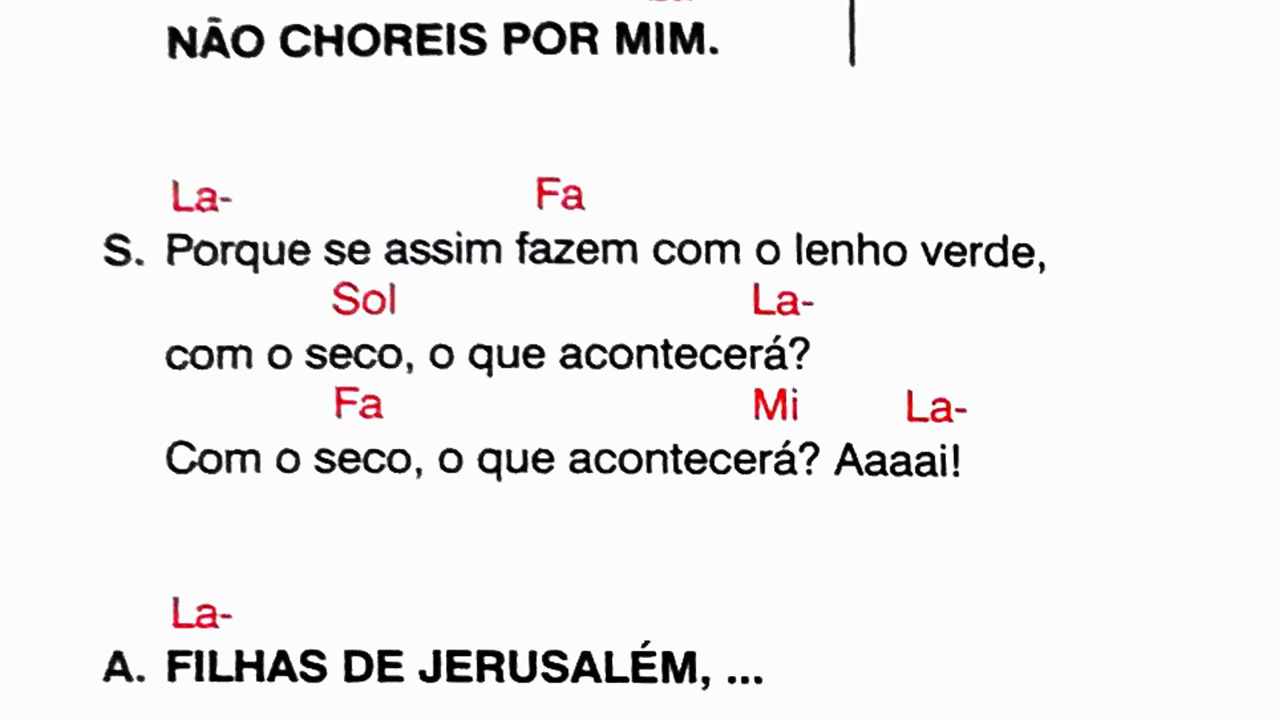 NÃO CHOREIS POR MIM.
La- Fa
S. Porque se assim fazem com o lenho verde,
Sol La-
com o seco, o que acontecerá?
Fa Mi La-
Com o seco, o que acontecerá? Aaaai!
La-
A. FILHAS DE JERUSALÉM, ...